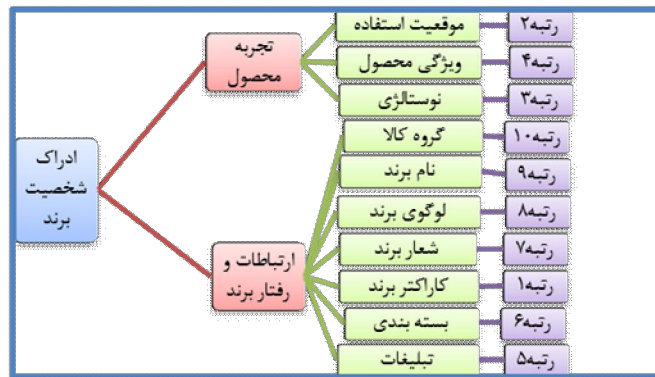 موقعیت استفاده رتبه۲
تجربه
محصول
ویژگی محصول رتبه۴
نوستالژی رتبه۳
گروه کالا رتبه۱۰
ادراک
شخصیت
برند
نام برند رتبه۹
لوگوی برند رتبه۸
ارتباطات و
رفتار برند
شعار برند رتبه۷
کاراکتر برند رتبه۱
بسته بندی رتبه۶
تبلیغات رتبه۵